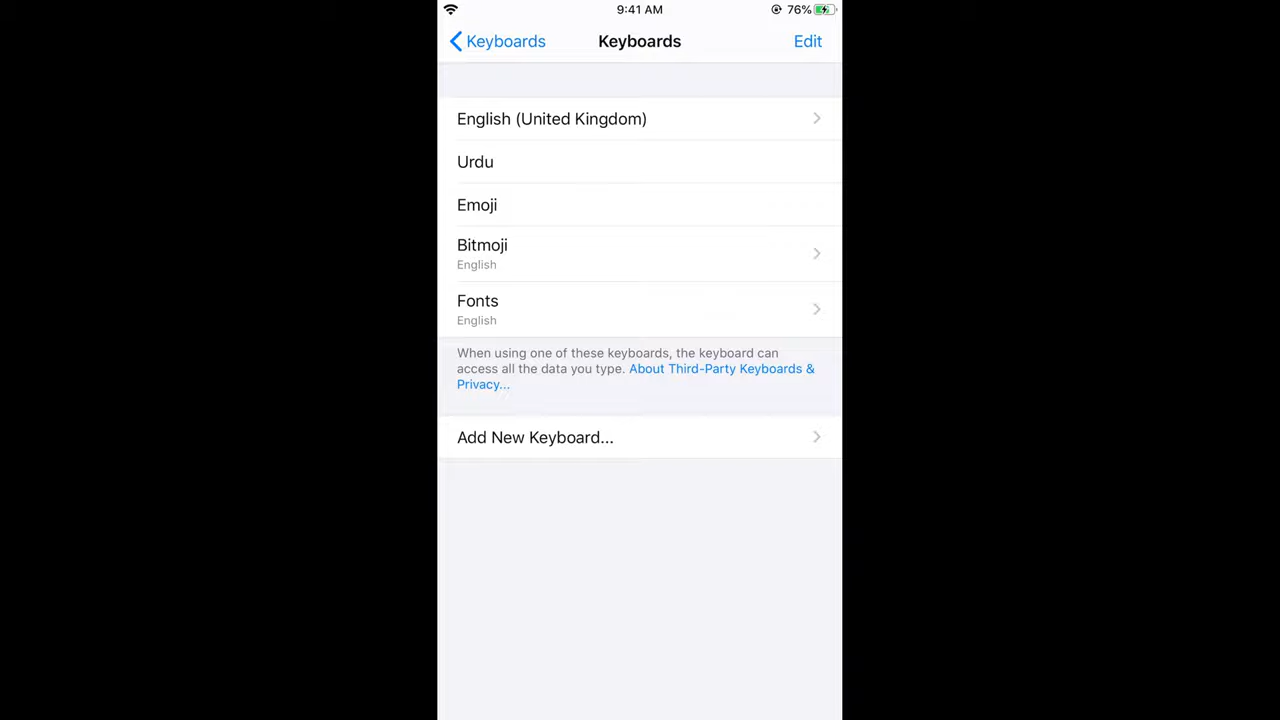 9:41 AM
76%
Keyboards
Keyboards
Edit
English (United Kingdom)
Urdu
Emoji
Bitmoji
English
Fonts
English
When using one of these keyboards, the keyboard can
access all the data you type. About Third-Party Keyboards &
Privacy...
Add New Keyboard...